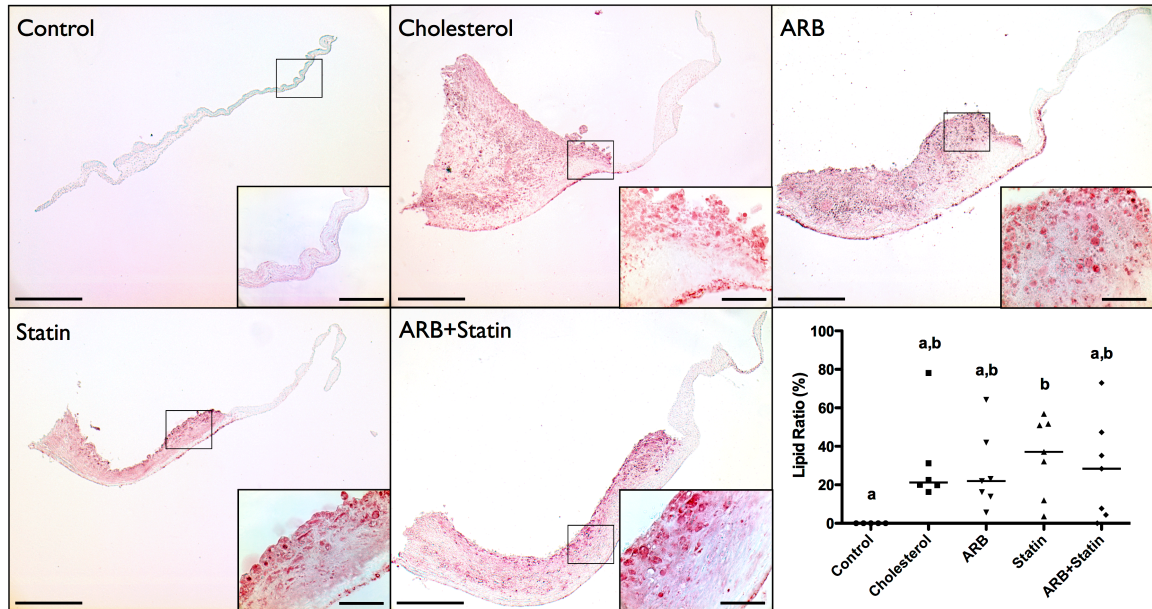 Control
Cholesterol
ARB
Statin
ARB+Statin
100
80
60
40
20
0
Lipid Ratio (%)
a
a,b
a,b
b
a,b
Control
Cholesterol
ARB
Statin
ARB+Statin